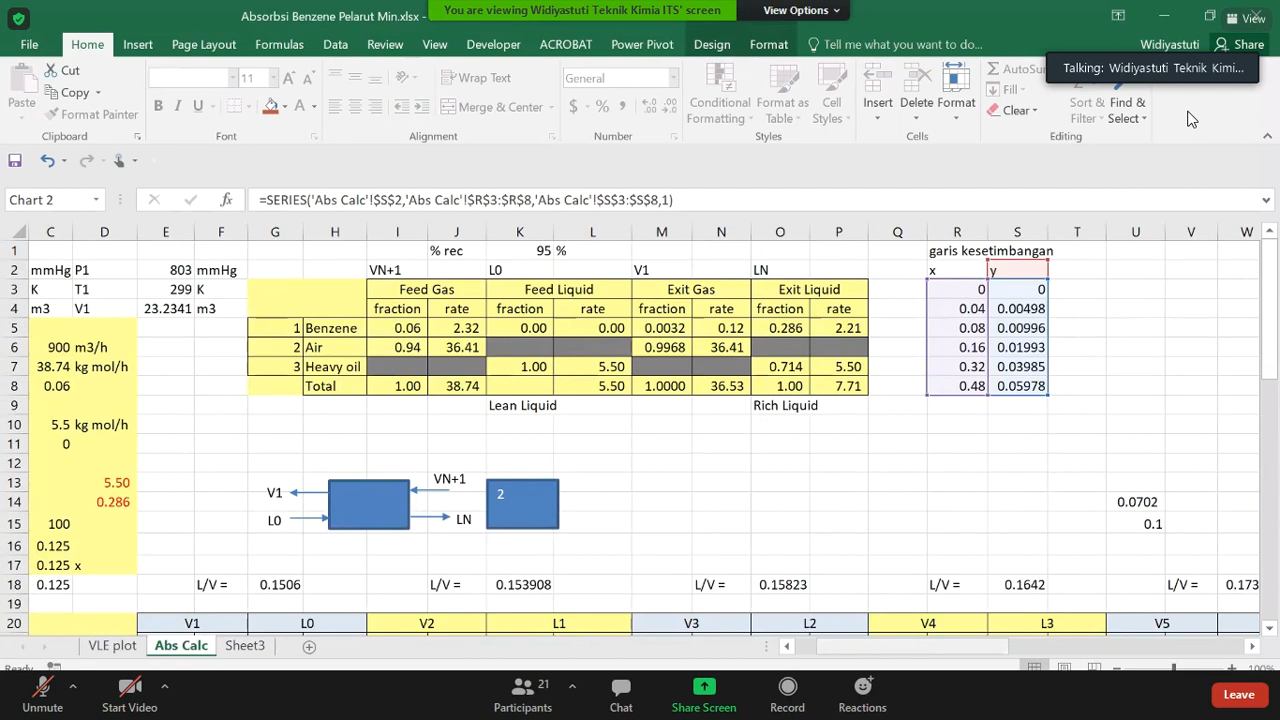 Absorbsi Benzene Pelarut Min.xlsx
You are viewing Widiyastuti Teknik Kimia ITS' screen
View Options
View
File Home Insert Page Layout Formulas Data Review View Developer ACROBAT Power Pivot Design Format Tell me what you want to do... Widiyastuti Share
Talking: Widiyastuti Teknik Kimi...
Paste
Cut
Copy
Format Painter
Clipboard
11
B I U
Font
Wrap Text
Merge & Center
Alignment
General
$ %
Number
Conditional Formatting
Format as Table
Cell Styles
Styles
Insert Delete Format
Cells
Fill
Clear
Sort & Filter
Find & Select
Editing
Chart 2
fx
=SERIES('Abs Calc'!$S$2,'Abs Calc'!$R$3:$R$8,'Abs Calc'!$S$3:$S$8,1)
C D E F G H I J K L M N O P Q R S T U V W
1 % rec 95 % garis kesetimbangan
2 mmHg P1 803 mmHg VN+1 L0 V1 LN x y
3 K T1 299 K Feed Gas Feed Liquid Exit Gas Exit Liquid 0 0
4 m3 V1 23.2341 m3 fraction rate fraction rate fraction rate fraction rate 0.04 0.00498
5 1 Benzene 0.06 2.32 0.00 0.00 0.0032 0.12 0.286 2.21 0.08 0.00996
6 900 m3/h 2 Air 0.94 36.41 0.9968 36.41 0.16 0.01993
7 38.74 kg mol/h 3 Heavy oil 1.00 5.50 0.714 5.50 0.32 0.03985
8 0.06 Total 1.00 38.74 5.50 1.0000 36.53 1.00 7.71 0.48 0.05978
9 Lean Liquid Rich Liquid
10 5.5 kg mol/h
11 0
12
13 5.50
14 0.286 0.0702
15 100 0.1
V1 VN+1
L0 LN
2
16 0.125
17 0.125 x
18 0.125 L/V = 0.1506 L/V = 0.153908 L/V = 0.15823 L/V = 0.1642 L/V = 0.173
19
20 V1 L0 V2 L1 V3 L2 V4 L3 V5
VLE plot Abs Calc Sheet3
100%
Unmute
Start Video
21
Participants
Chat
Share Screen
Record
Reactions
Leave